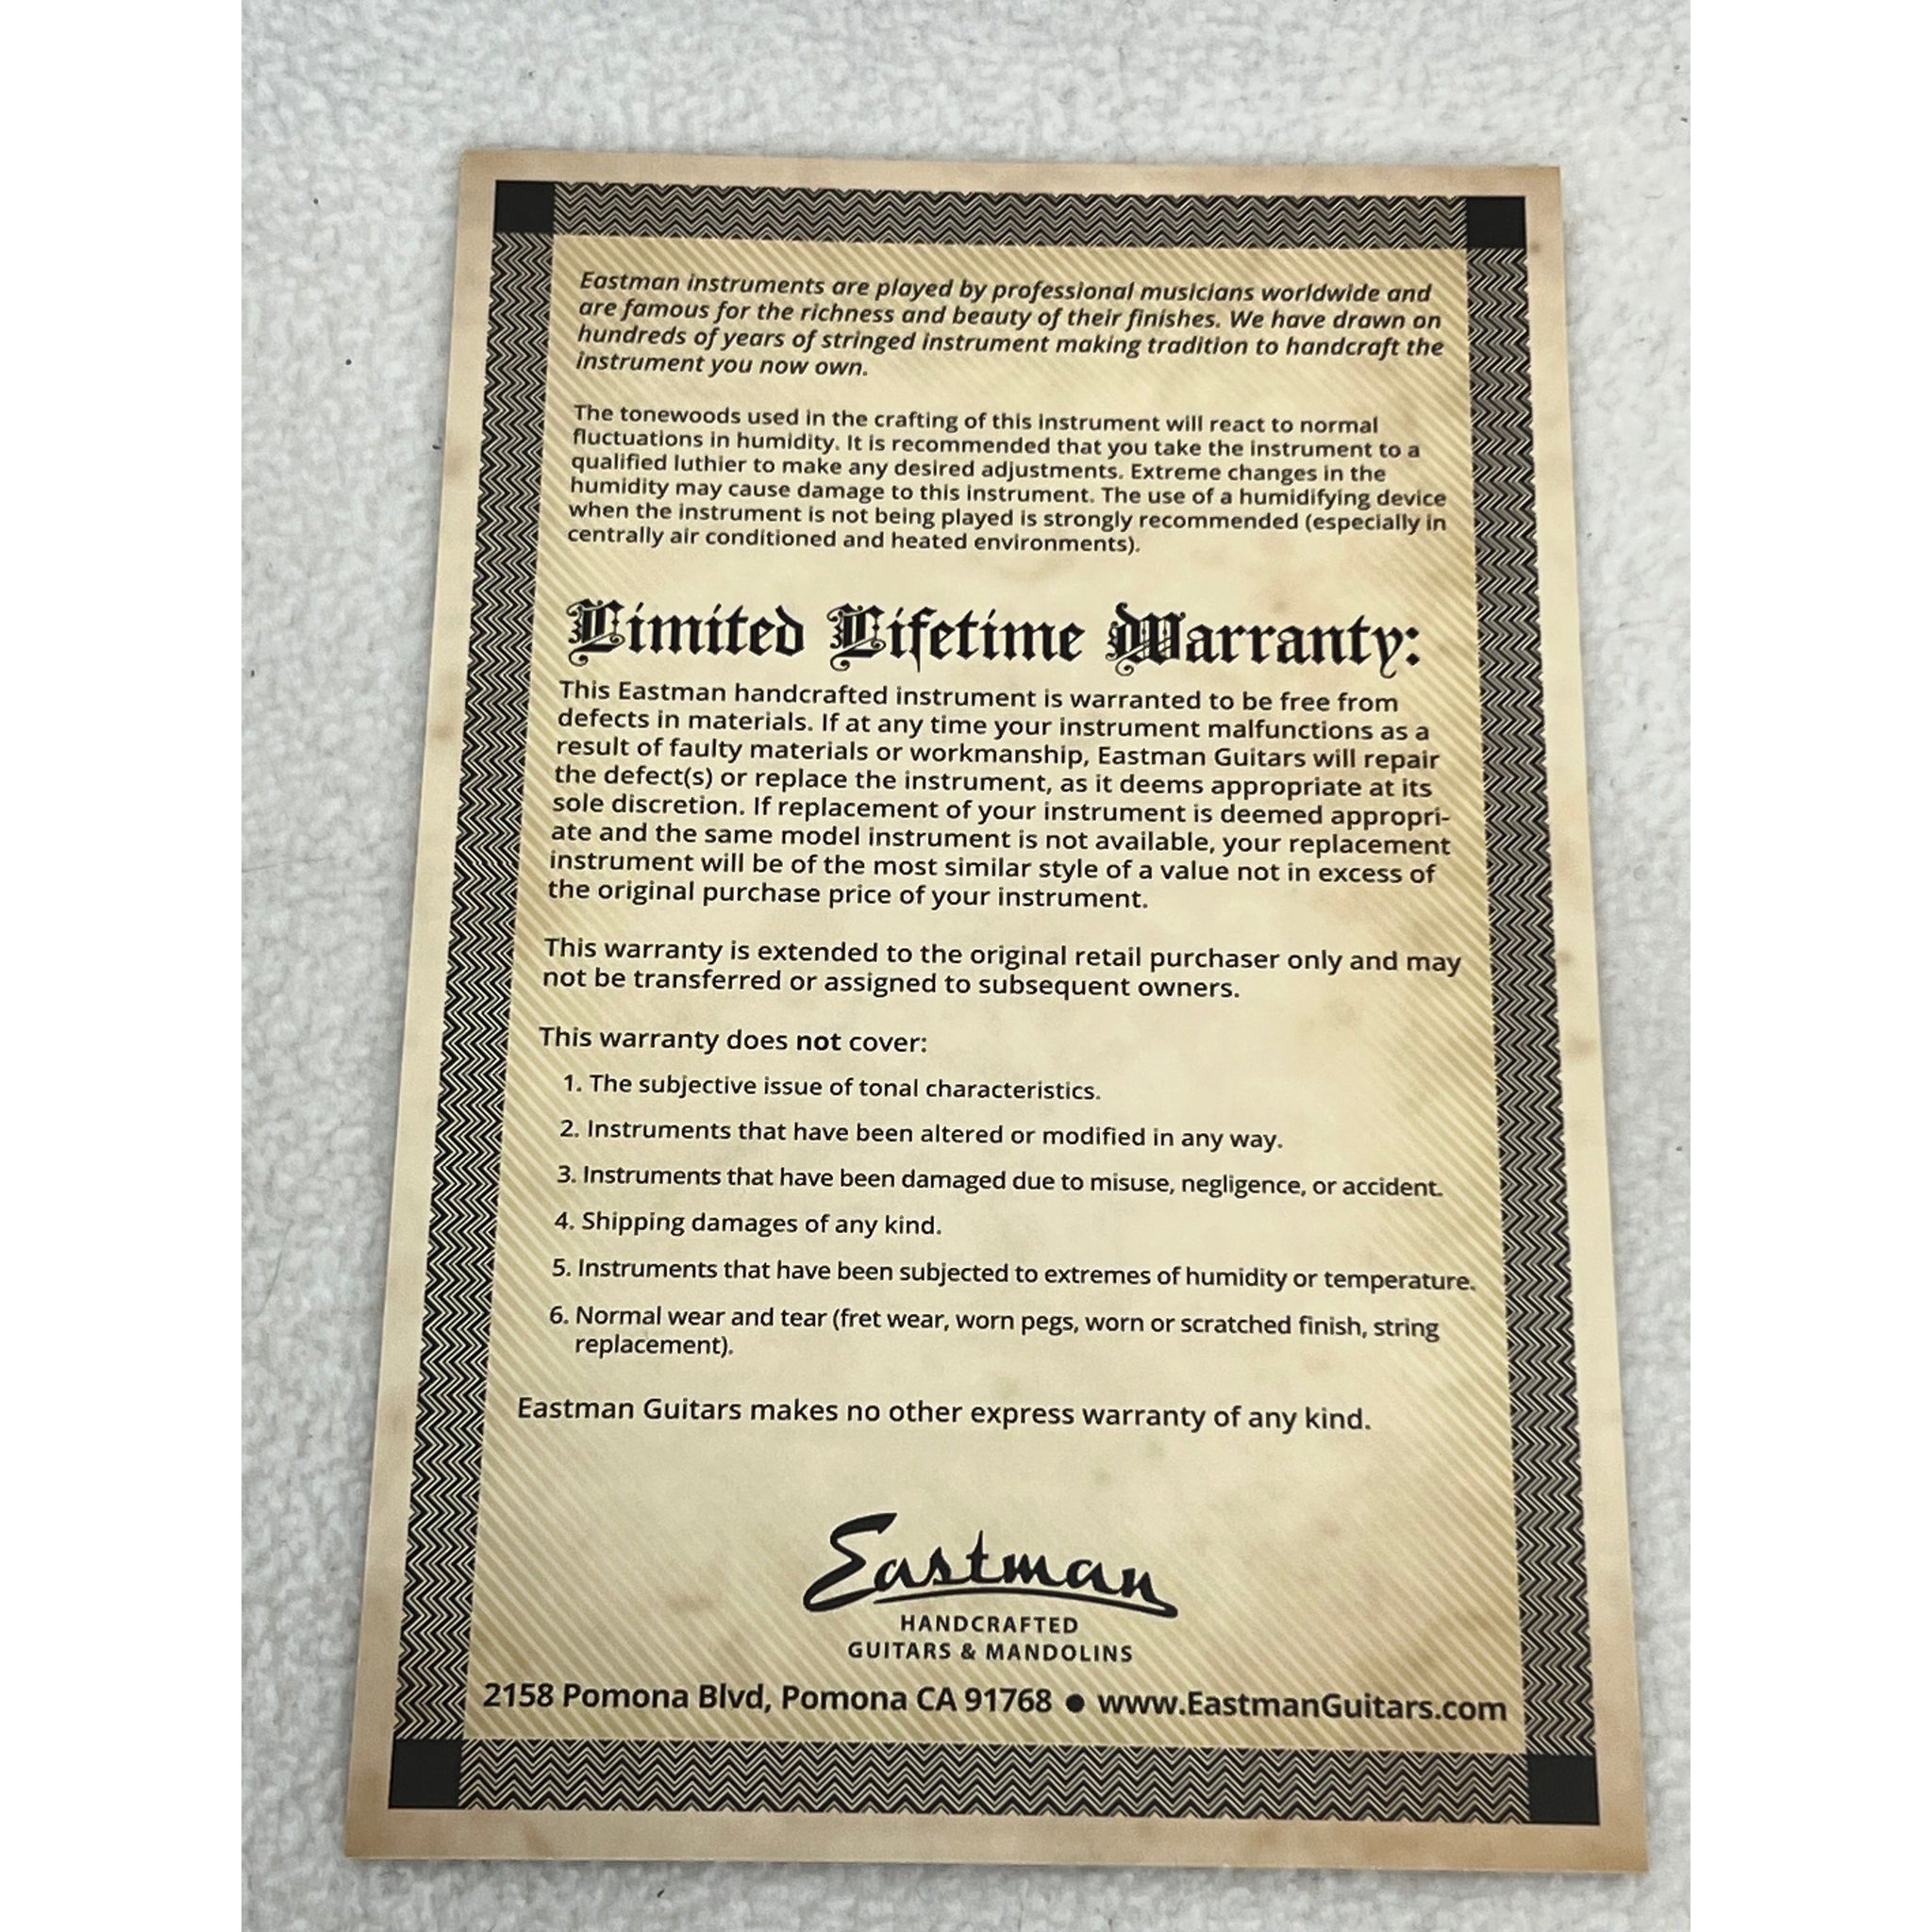 Eastman instruments are played by professional musicians worldwide and
are famous for the richness and beauty of their finishes. We have drawn on
hundreds of years of stringed instrument making tradition to handcraft the
instrument you now own.
The tonewoods used in the crafting of this instrument will react to normal
fluctuations in humidity. It is recommended that you take the instrument to a
qualified luthier to make any desired adjustments. Extreme changes in the
humidity may cause damage to this instrument. The use of a humidifying device
when the instrument is not being played is strongly recommended (especially in
centrally air conditioned and heated environments).
Limited Lifetime Warranty:
This Eastman handcrafted instrument is warranted to be free from
defects in materials. If at any time your instrument malfunctions as a
result of faulty materials or workmanship, Eastman Guitars will repair
the defect(s) or replace the instrument, as it deems appropriate at its
sole discretion. If replacement of your instrument is deemed appropri-
ate and the same model instrument is not available, your replacement
instrument will be of the most similar style of a value not in excess of
the original purchase price of your instrument.
This warranty is extended to the original retail purchaser only and may
not be transferred or assigned to subsequent owners.
This warranty does not cover:
1. The subjective issue of tonal characteristics.
2. Instruments that have been altered or modified in any way.
3. Instruments that have been damaged due to misuse, negligence, or accident.
4. Shipping damages of any kind.
5. Instruments that have been subjected to extremes of humidity or temperature.
6. Normal wear and tear (fret wear, worn pegs, worn or scratched finish, string
replacement).
Eastman Guitars makes no other express warranty of any kind.
Eastman
HANDCRAFTED
GUITARS & MANDOLINS
2158 Pomona Blvd, Pomona CA 91768 ● www.EastmanGuitars.com